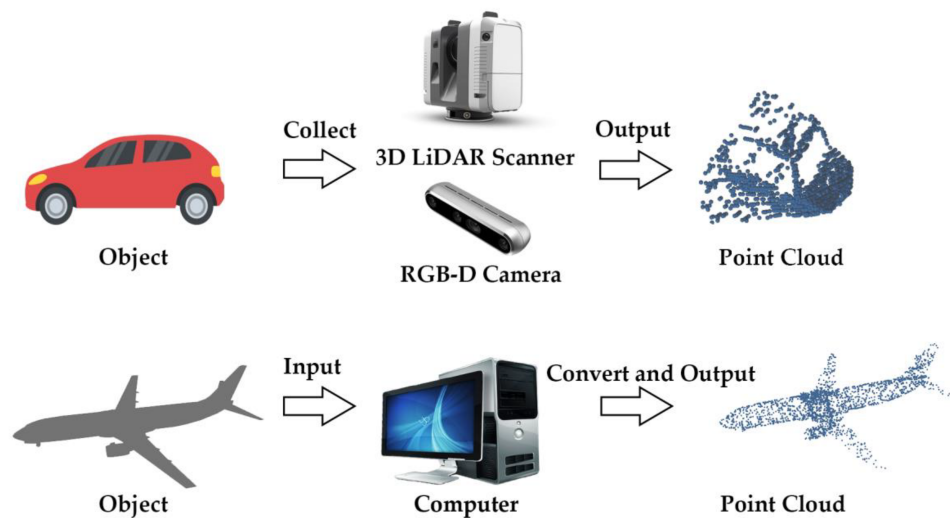 Collect
Output
3D LiDAR Scanner
Object
RGB-D Camera
Point Cloud
Input
Convert and Output
Object
Computer
Point Cloud